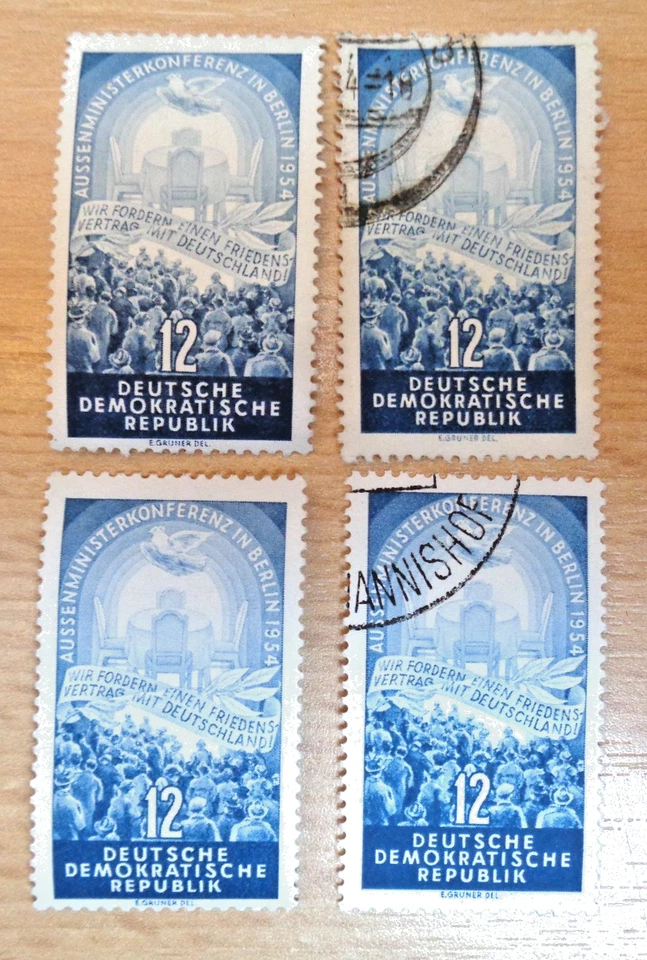 AUSSENMINISTERKONFERENZ IN BERLIN 1954
WIR FORDERN EINEN FRIEDENS-
VERTRAG MIT DEUTSCHLAND!
12
DEUTSCHE
DEMOKRATISCHE
REPUBLIK
E.GRUNER DEL.
AUSSENMINISTERKONFERENZ IN BERLIN 1954
WIR FORDERN EINEN FRIEDENS-
VERTRAG MIT DEUTSCHLAND!
12
DEUTSCHE
DEMOKRATISCHE
REPUBLIK
E.GRUNER DEL.
AUSSENMINISTERKONFERENZ IN BERLIN 1954
WIR FORDERN EINEN FRIEDENS-
VERTRAG MIT DEUTSCHLAND!
12
DEUTSCHE
DEMOKRATISCHE
REPUBLIK
E.GRUNER DEL.
ANNISHOF
AUSSENMINISTERKONFERENZ IN BERLIN 1954
WIR FORDERN EINEN FRIEDENS-
VERTRAG MIT DEUTSCHLAND!
12
DEUTSCHE
DEMOKRATISCHE
REPUBLIK
E.GRUNER DEL.